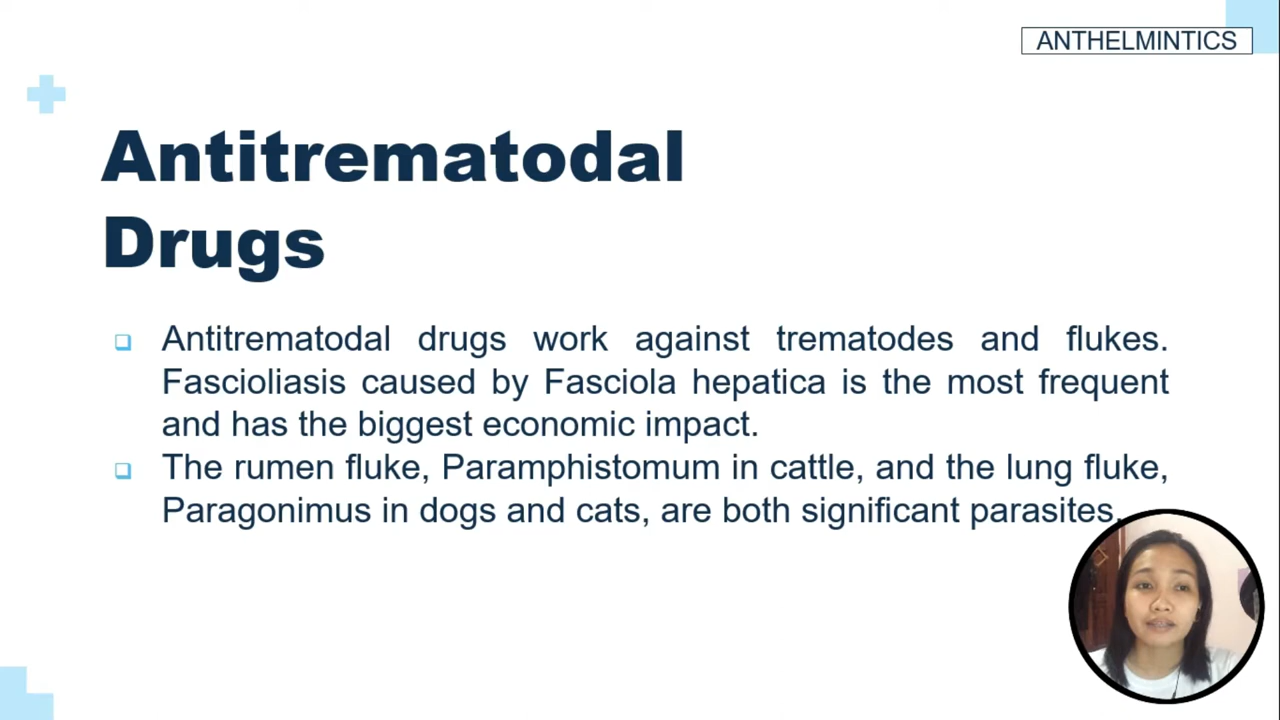 ANTHELMINTICS
Antitrematodal
Drugs
Antitrematodal drugs work against trematodes and flukes.
Fascioliasis caused by Fasciola hepatica is the most frequent
and has the biggest economic impact.
The rumen fluke, Paramphistomum in cattle, and the lung fluke,
Paragonimus in dogs and cats, are both significant parasites.